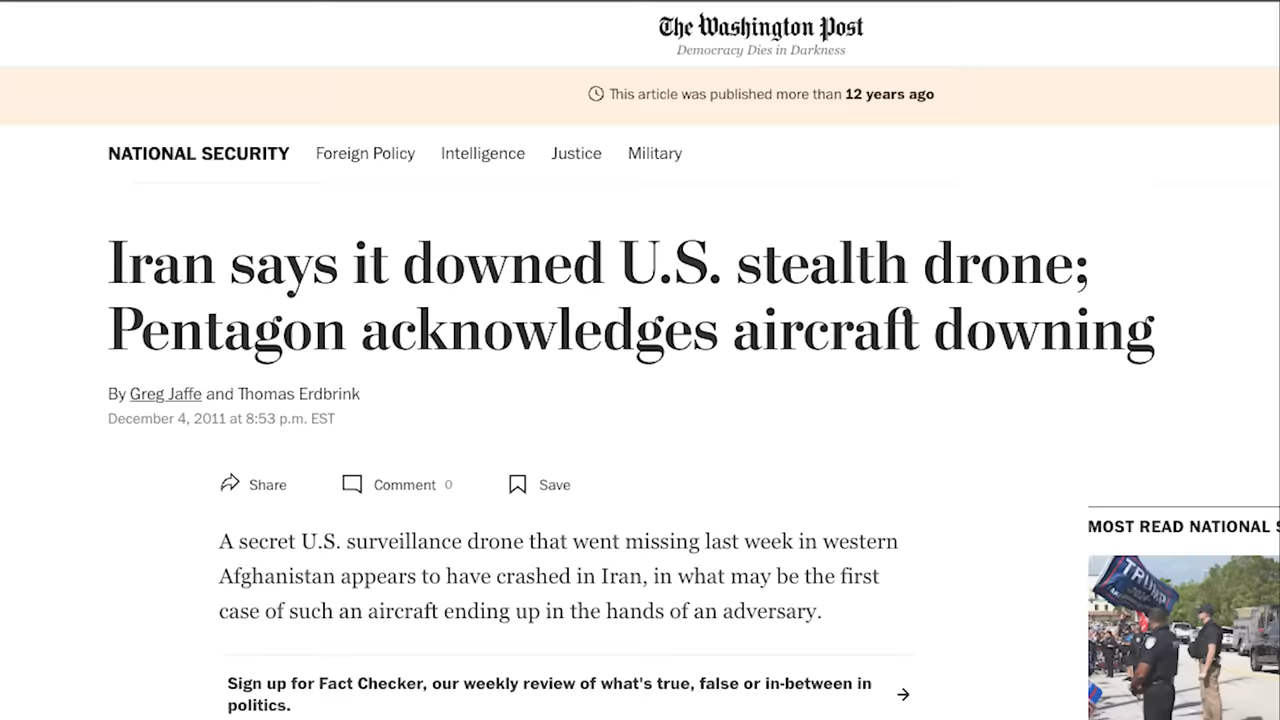 The Washington Post
Democracy Dies in Darkness
This article was published more than 12 years ago
NATIONAL SECURITY Foreign Policy Intelligence Justice Military
Iran says it downed U.S. stealth drone;
Pentagon acknowledges aircraft downing
By Greg Jaffe and Thomas Erdbrink
December 4, 2011 at 8:53 p.m. EST
Share Comment 0 Save
A secret U.S. surveillance drone that went missing last week in western
Afghanistan appears to have crashed in Iran, in what may be the first
case of such an aircraft ending up in the hands of an adversary.
MOST READ NATIONAL S
TRUMP
Sign up for Fact Checker, our weekly review of what's true, false or in-between in
politics.